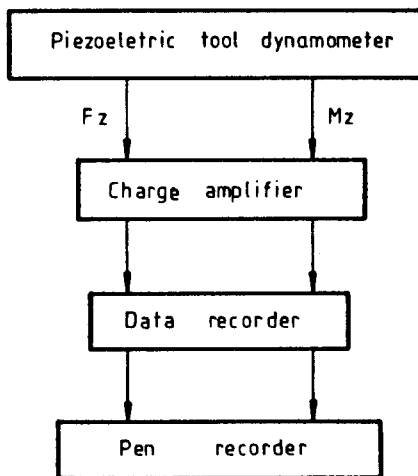 Piezoeletric tool dynamometer
Fz Mz
Charge amplifier
Data recorder
Pen recorder